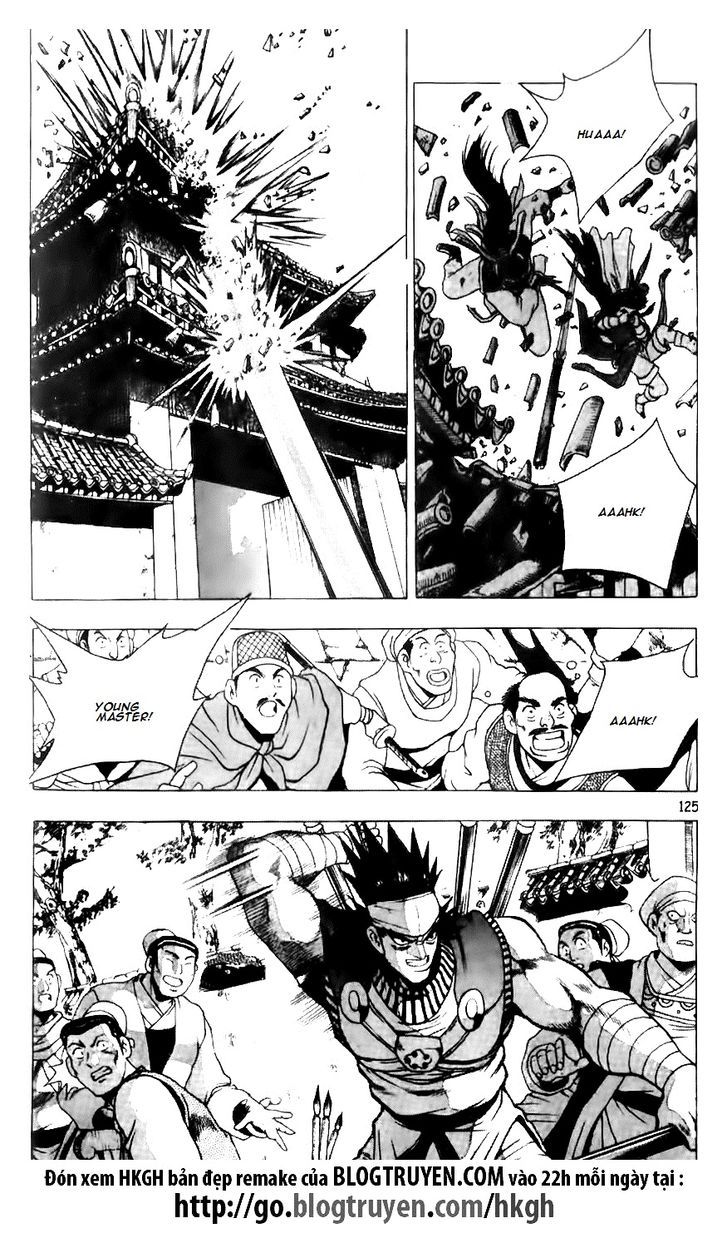 HUAAA!
AAAHK!
YOUNG
MASTER!
AAAHK!
125
Đón xem HKGH bản đẹp remake của BLOGTRUYEN.COM vào 22h mỗi ngày tại :
http://go.blogtruyen.com/hkgh